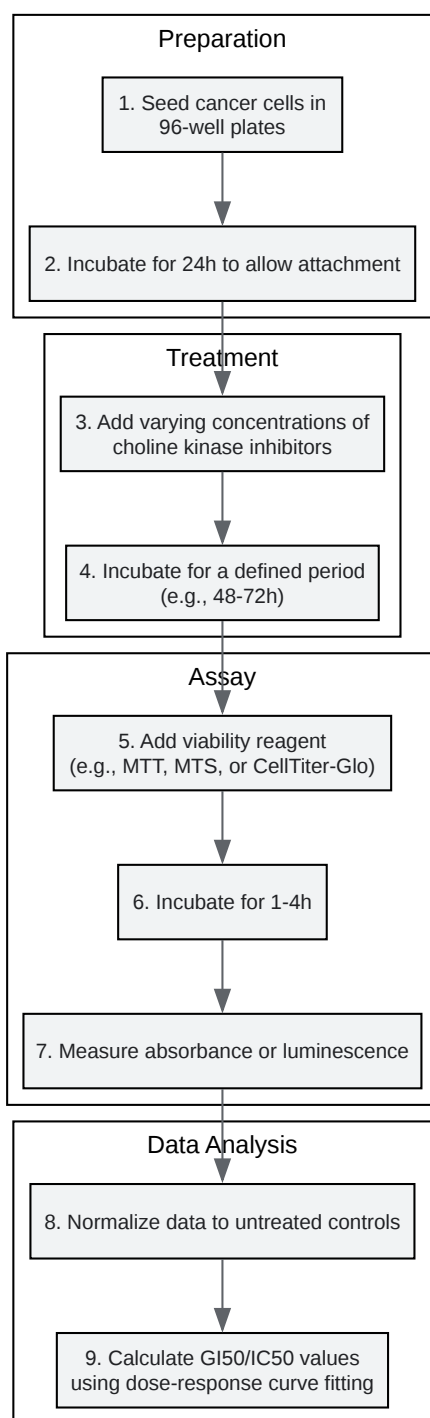 Preparation
1. Seed cancer cells in
96-well plates
2. Incubate for 24h to allow attachment
Treatment
3. Add varying concentrations of
choline kinase inhibitors
4. Incubate for a defined period
(e.g., 48-72h)
Assay
5. Add viability reagent
(e.g., MTT, MTS, or CellTiter-Glo)
6. Incubate for 1-4h
7. Measure absorbance or luminescence
Data Analysis
8. Normalize data to untreated controls
9. Calculate GI50/IC50 values
using dose-response curve fitting